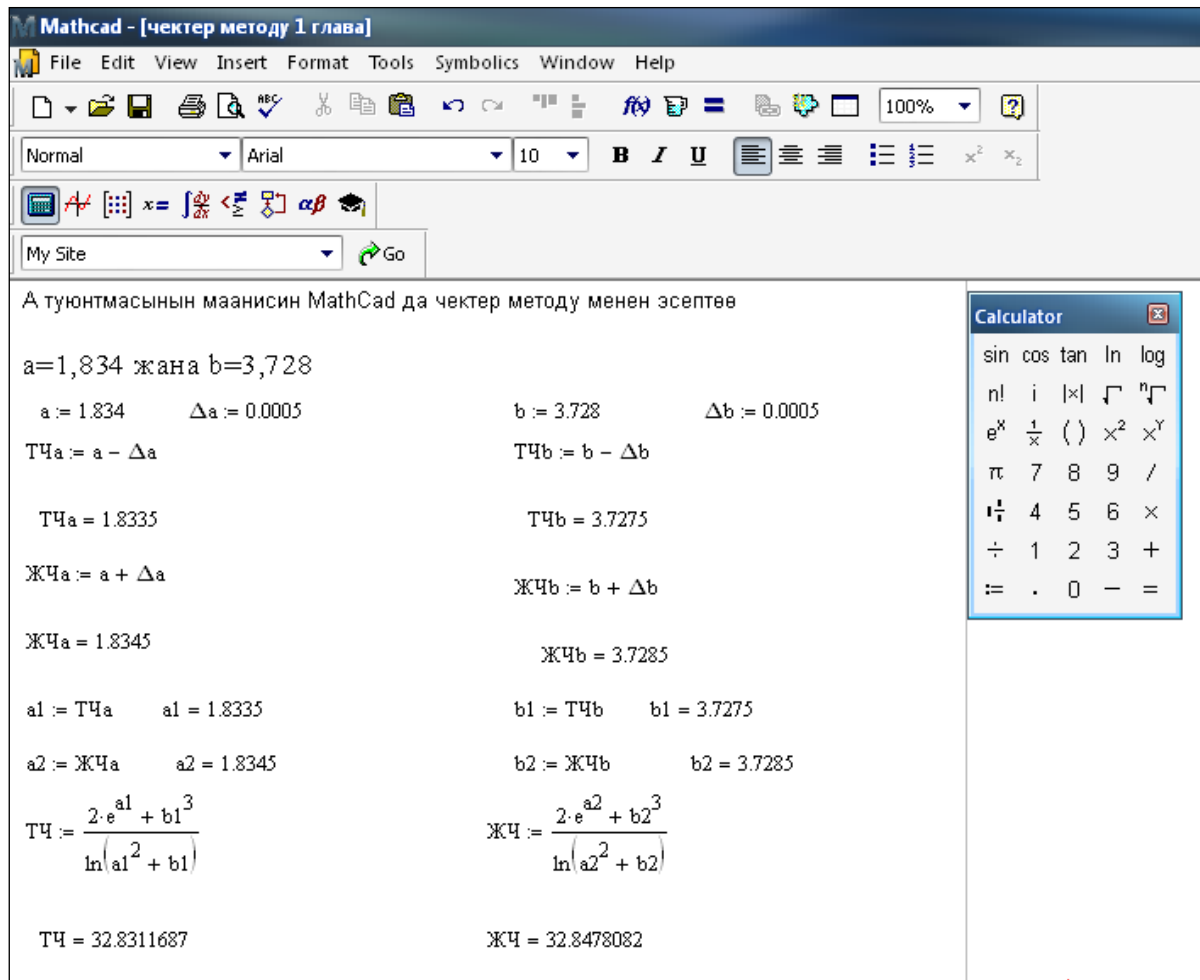 Mathcad - [чектер методу 1 глава]
File Edit View Insert Format Tools Symbolics Window Help
100%
Normal Arial 10 B I U x² x₂
x= αβ
My Site Go
А туюнтмасынын маанисин MathCad да чектер методу менен эсептөө
a=1,834 жана b=3,728
a := 1.834 Δa := 0.0005 b := 3.728 Δb := 0.0005
ТЧa := a − Δa ТЧb := b − Δb
ТЧa = 1.8335 ТЧb = 3.7275
ЖЧa := a + Δa ЖЧb := b + Δb
ЖЧa = 1.8345 ЖЧb = 3.7285
a1 := ТЧa a1 = 1.8335 b1 := ТЧb b1 = 3.7275
a2 := ЖЧa a2 = 1.8345 b2 := ЖЧb b2 = 3.7285
ТЧ := (2·e^a1 + b1^3) / ln(a1^2 + b1) ЖЧ := (2·e^a2 + b2^3) / ln(a2^2 + b2)
ТЧ = 32.8311687 ЖЧ = 32.8478082
Calculator
sin cos tan ln log
n! i |×| √ ⁿ√
eˣ 1/x ( ) ×² ×ʸ
π 7 8 9 /
4 5 6 ×
÷ 1 2 3 +
:= . 0 − =